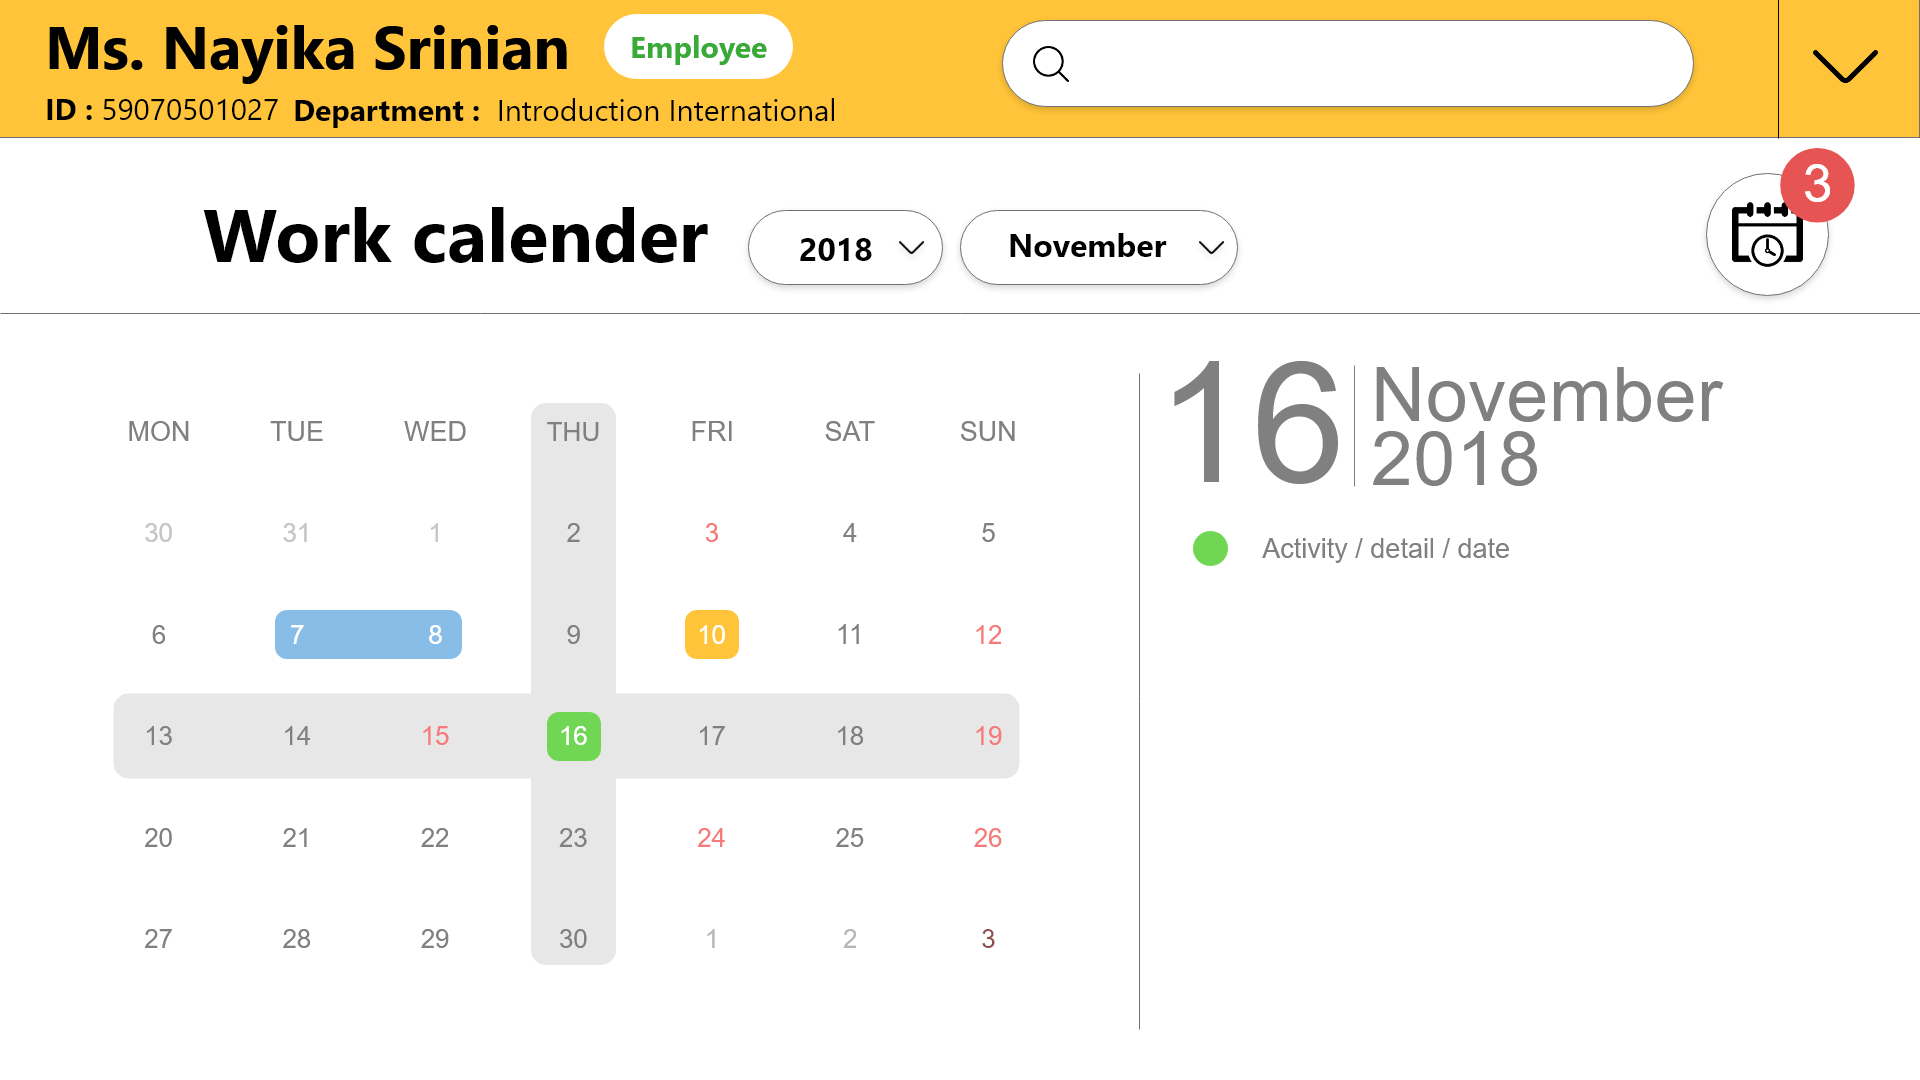 Ms. Nayika Srinian Employee
ID : 59070501027 Department : Introduction International
Work calender 2018 November 3
MON TUE WED THU FRI SAT SUN
30 31 1 2 3 4 5
6 7 8 9 10 11 12
13 14 15 16 17 18 19
20 21 22 23 24 25 26
27 28 29 30 1 2 3
16 November
2018
Activity / detail / date